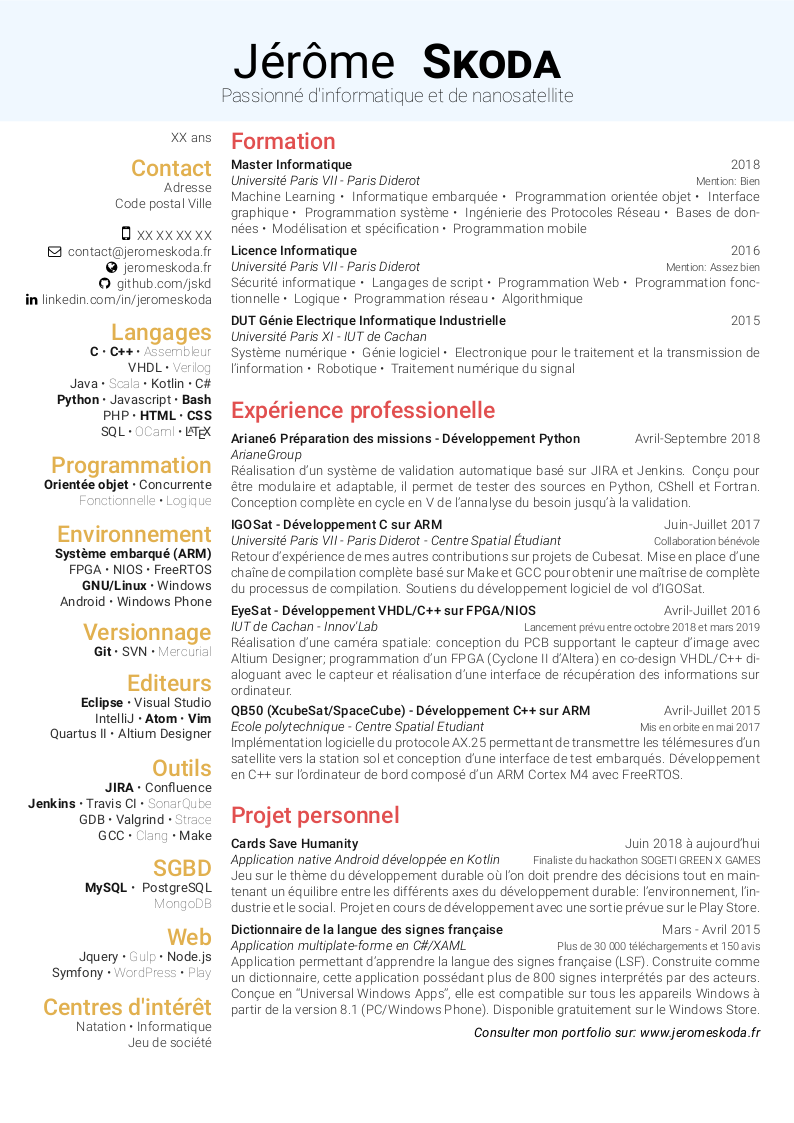 Jérôme SKODA
Passionné d'informatique et de nanosatellite
XX ans
Contact
Adresse
Code postal Ville
XX XX XX XX
contact@jeromeskoda.fr
jeromeskoda.fr
github.com/jskd
linkedin.com/in/jeromeskoda
Langages
C • C++ • Assembleur
VHDL • Verilog
Java • Scala • Kotlin • C#
Python • Javascript • Bash
PHP • HTML • CSS
SQL • OCaml • LATEX
Programmation
Orientée objet • Concurrente
Fonctionnelle • Logique
Environnement
Système embarqué (ARM)
FPGA • NIOS • FreeRTOS
GNU/Linux • Windows
Android • Windows Phone
Versionnage
Git • SVN • Mercurial
Editeurs
Eclipse • Visual Studio
IntelliJ • Atom • Vim
Quartus II • Altium Designer
Outils
JIRA • Confluence
Jenkins • Travis CI • SonarQube
GDB • Valgrind • Strace
GCC • Clang • Make
SGBD
MySQL • PostgreSQL
MongoDB
Web
Jquery • Gulp • Node.js
Symfony • WordPress • Play
Centres d'intérêt
Natation • Informatique
Jeu de société
Formation
Master Informatique 2018
Université Paris VII - Paris Diderot Mention: Bien
Machine Learning • Informatique embarquée • Programmation orientée objet • Interface
graphique • Programmation système • Ingénierie des Protocoles Réseau • Bases de don-
nées • Modélisation et spécification • Programmation mobile
Licence Informatique 2016
Université Paris VII - Paris Diderot Mention: Assez bien
Sécurité informatique • Langages de script • Programmation Web • Programmation fonc-
tionnelle • Logique • Programmation réseau • Algorithmique
DUT Génie Electrique Informatique Industrielle 2015
Université Paris XI - IUT de Cachan
Système numérique • Génie logiciel • Electronique pour le traitement et la transmission de
l'information • Robotique • Traitement numérique du signal
Expérience professionelle
Ariane6 Préparation des missions - Développement Python Avril-Septembre 2018
ArianeGroup
Réalisation d'un système de validation automatique basé sur JIRA et Jenkins. Conçu pour
être modulaire et adaptable, il permet de tester des sources en Python, CShell et Fortran.
Conception complète en cycle en V de l'annalyse du besoin jusqu'à la validation.
IGOSat - Développement C sur ARM Juin-Juillet 2017
Université Paris VII - Paris Diderot - Centre Spatial Étudiant Collaboration bénévole
Retour d'expérience de mes autres contributions sur projets de Cubesat. Mise en place d'une
chaîne de compilation complète basé sur Make et GCC pour obtenir une maîtrise de complète
du processus de compilation. Soutiens du développement logiciel de vol d'IGOSat.
EyeSat - Développement VHDL/C++ sur FPGA/NIOS Avril-Juillet 2016
IUT de Cachan - Innov'Lab Lancement prévu entre octobre 2018 et mars 2019
Réalisation d'une caméra spatiale: conception du PCB supportant le capteur d'image avec
Altium Designer; programmation d'un FPGA (Cyclone II d'Altera) en co-design VHDL/C++ di-
aloguant avec le capteur et réalisation d'une interface de récupération des informations sur
ordinateur.
QB50 (XcubeSat/SpaceCube) - Développement C++ sur ARM Avril-Juillet 2015
Ecole polytechnique - Centre Spatial Etudiant Mis en orbite en mai 2017
Implémentation logicielle du protocole AX.25 permettant de transmettre les télémesures d'un
satellite vers la station sol et conception d'une interface de test embarqués. Développement
en C++ sur l'ordinateur de bord composé d'un ARM Cortex M4 avec FreeRTOS.
Projet personnel
Cards Save Humanity Juin 2018 à aujourd'hui
Application native Android développée en Kotlin Finaliste du hackathon SOGETI GREEN X GAMES
Jeu sur le thème du développement durable où l'on doit prendre des décisions tout en main-
tenant un équilibre entre les différents axes du développement durable: l'environnement, l'in-
dustrie et le social. Projet en cours de développement avec une sortie prévue sur le Play Store.
Dictionnaire de la langue des signes française Mars - Avril 2015
Application multiplate-forme en C#/XAML Plus de 30 000 téléchargements et 150 avis
Application permettant d'apprendre la langue des signes française (LSF). Construite comme
un dictionnaire, cette application possédant plus de 800 signes interprétés par des acteurs.
Conçue en "Universal Windows Apps", elle est compatible sur tous les appareils Windows à
partir de la version 8.1 (PC/Windows Phone). Disponible gratuitement sur le Windows Store.
Consulter mon portfolio sur: www.jeromeskoda.fr